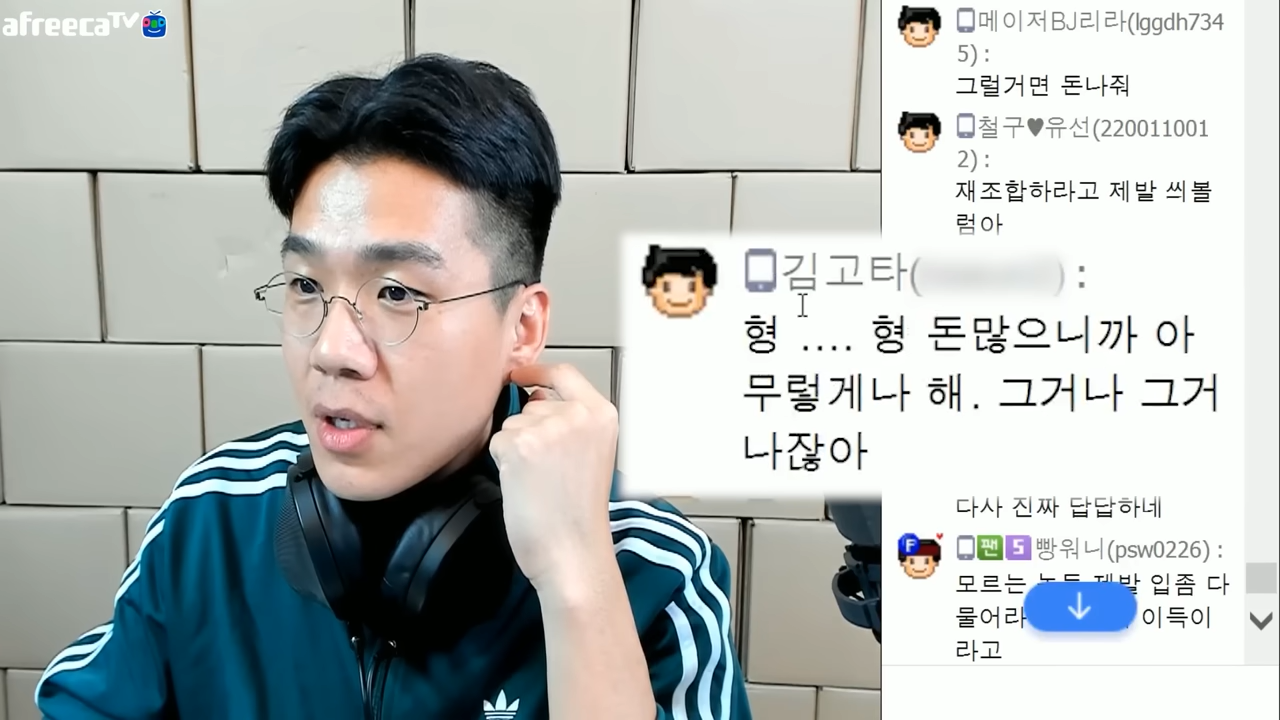 afreecaTV
메이저BJ리라(lggdh734
5) :
그럴거면 돈나줘
철구♥유선(220011001
2) :
재조합하라고 제발 씌볼
럼아
김고타( ) :
형 .... 형 돈많으니까 아
무렇게나 해. 그거나 그거
나잖아
다사 진짜 답답하네
팬 5 빵워니(psw0226) :
모르는 제발 입좀 다
물어라 이득이
라고